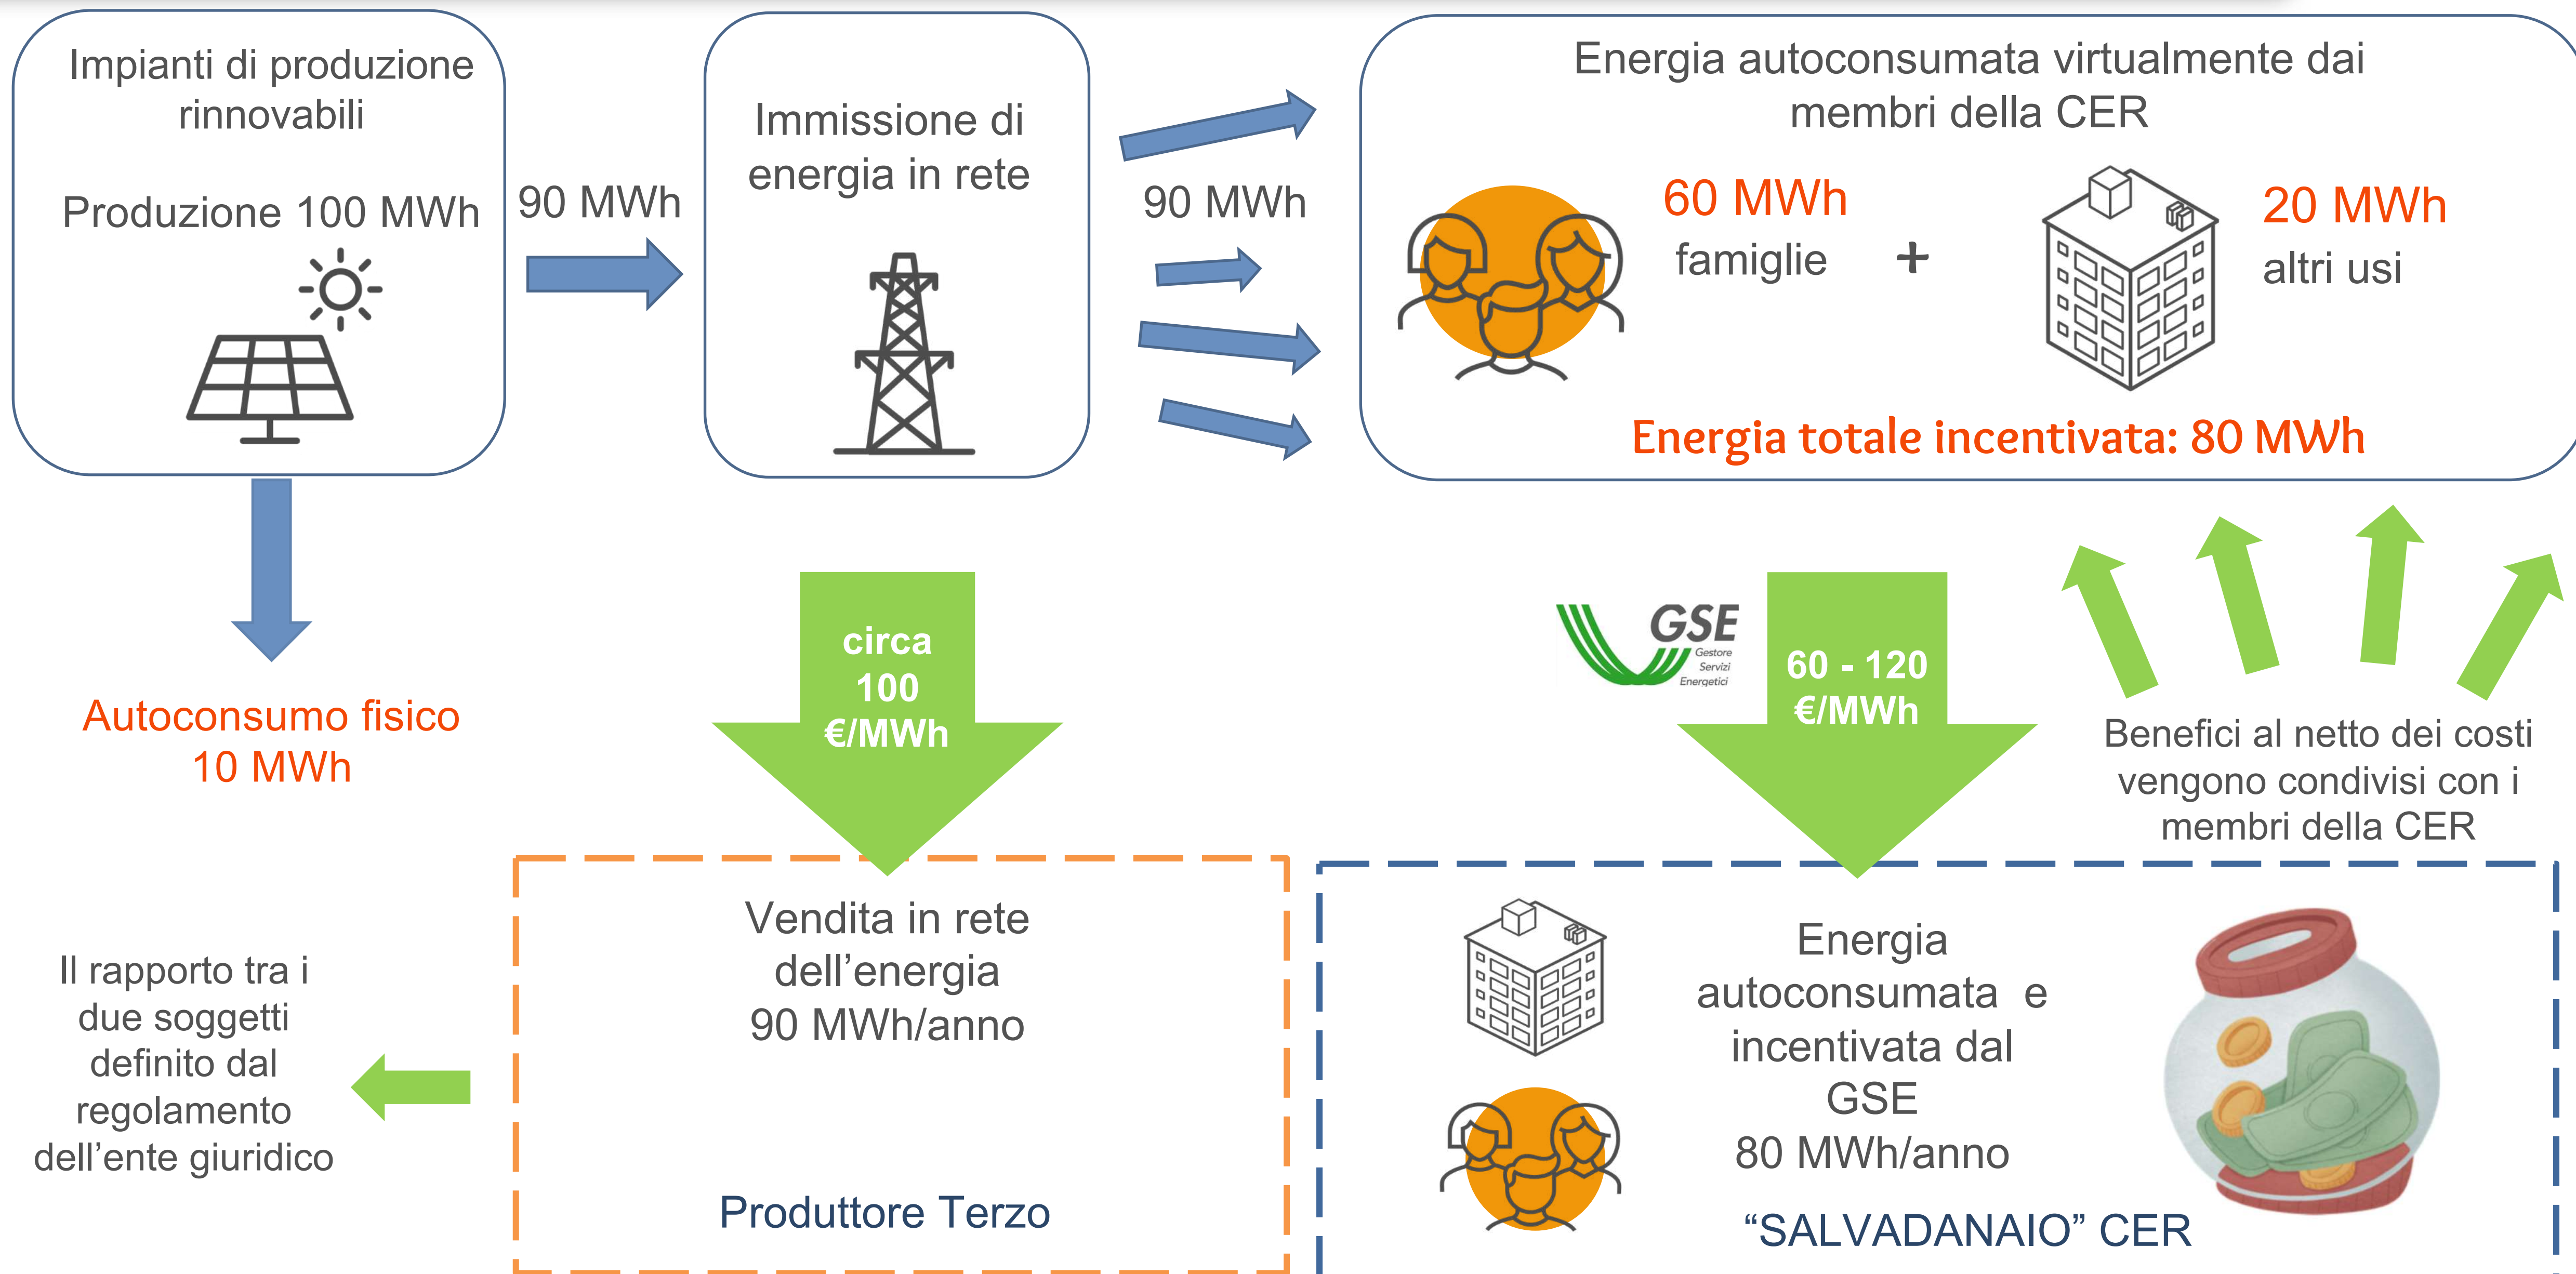 Impianti di produzione
rinnovabili
Produzione 100 MWh
90 MWh
Immissione di
energia in rete
90 MWh
Energia autoconsumata virtualmente dai
membri della CER
60 MWh
famiglie
+
20 MWh
altri usi
Energia totale incentivata: 80 MWh
Autoconsumo fisico
10 MWh
circa
100
€/MWh
GSE
Gestore
Servizi
Energetici
60 - 120
€/MWh
Benefici al netto dei costi
vengono condivisi con i
membri della CER
Il rapporto tra i
due soggetti
definito dal
regolamento
dell’ente giuridico
Vendita in rete
dell’energia
90 MWh/anno
Produttore Terzo
Energia
autoconsumata e
incentivata dal
GSE
80 MWh/anno
“SALVADANAIO” CER